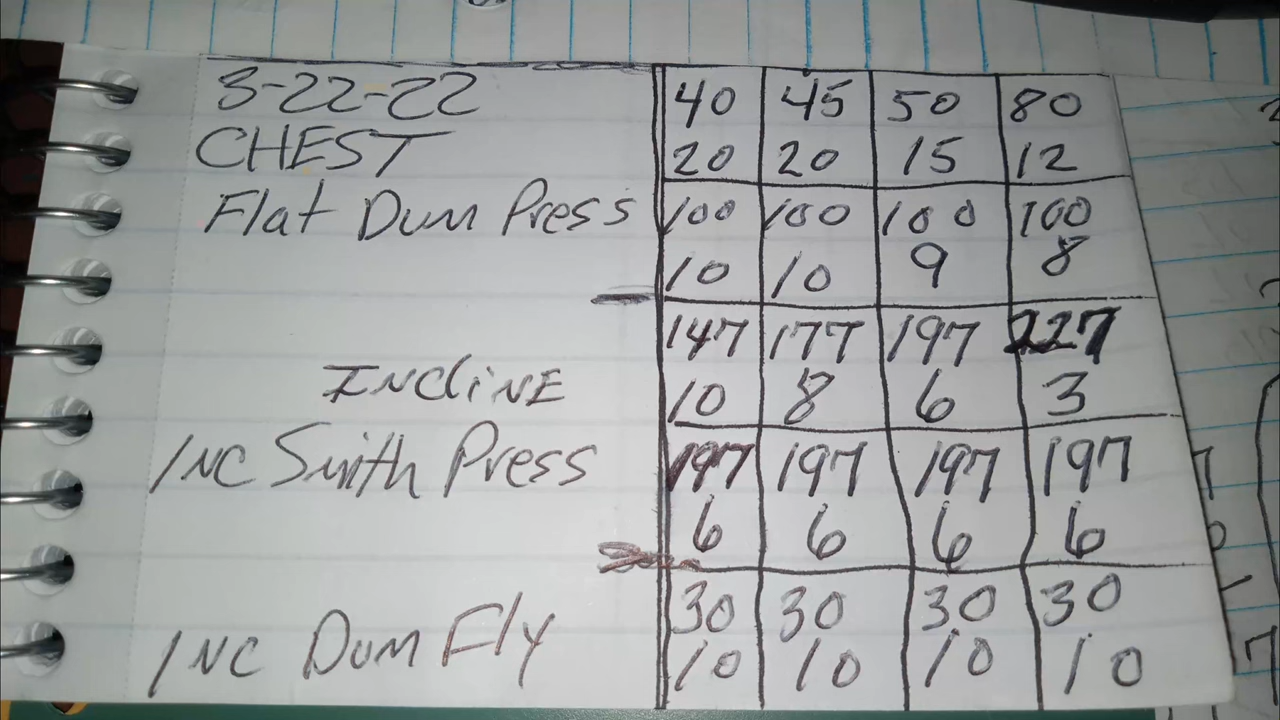 3-22-22 40 45 50 80
CHEST 20 20 15 12
Flat Dum Press 100 100 100 100
10 10 9 8
147 177 197 227
INCLINE 10 8 6 3
INC Smith Press 197 197 197 197
6 6 6 6
30 30 30 30
INC Dum Fly 10 10 10 10